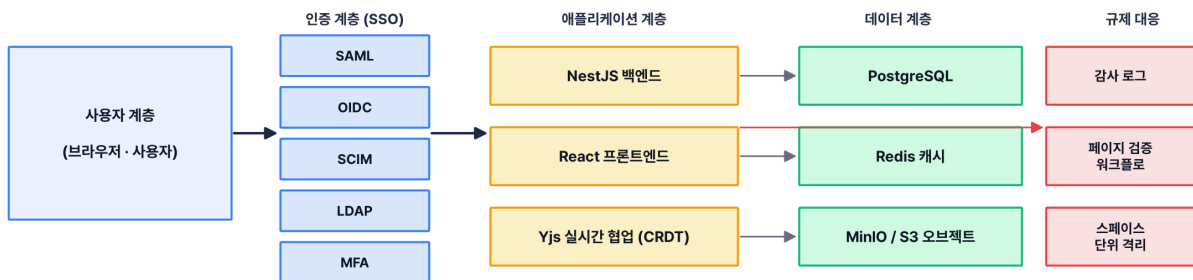 인증 계층 (SSO)
애플리케이션 계층
데이터 계층
규제 대응
사용자 계층
(브라우저 · 사용자)
SAML
OIDC
SCIM
LDAP
MFA
NestJS 백엔드
React 프론트엔드
Yjs 실시간 협업 (CRDT)
PostgreSQL
Redis 캐시
MinIO / S3 오브젝트
감사 로그
페이지 검증
워크플로
스페이스
단위 격리